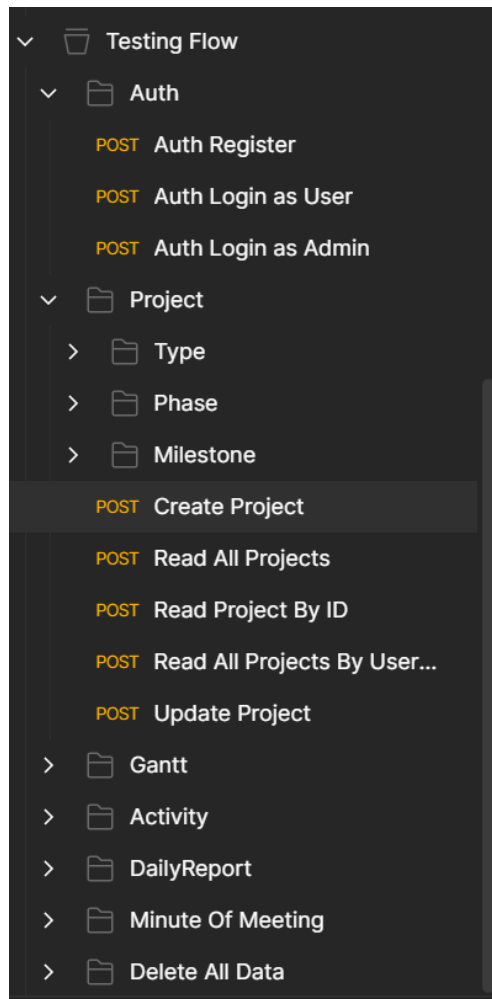 Testing Flow
Auth
POST Auth Register
POST Auth Login as User
POST Auth Login as Admin
Project
Type
Phase
Milestone
POST Create Project
POST Read All Projects
POST Read Project By ID
POST Read All Projects By User...
POST Update Project
Gantt
Activity
DailyReport
Minute Of Meeting
Delete All Data